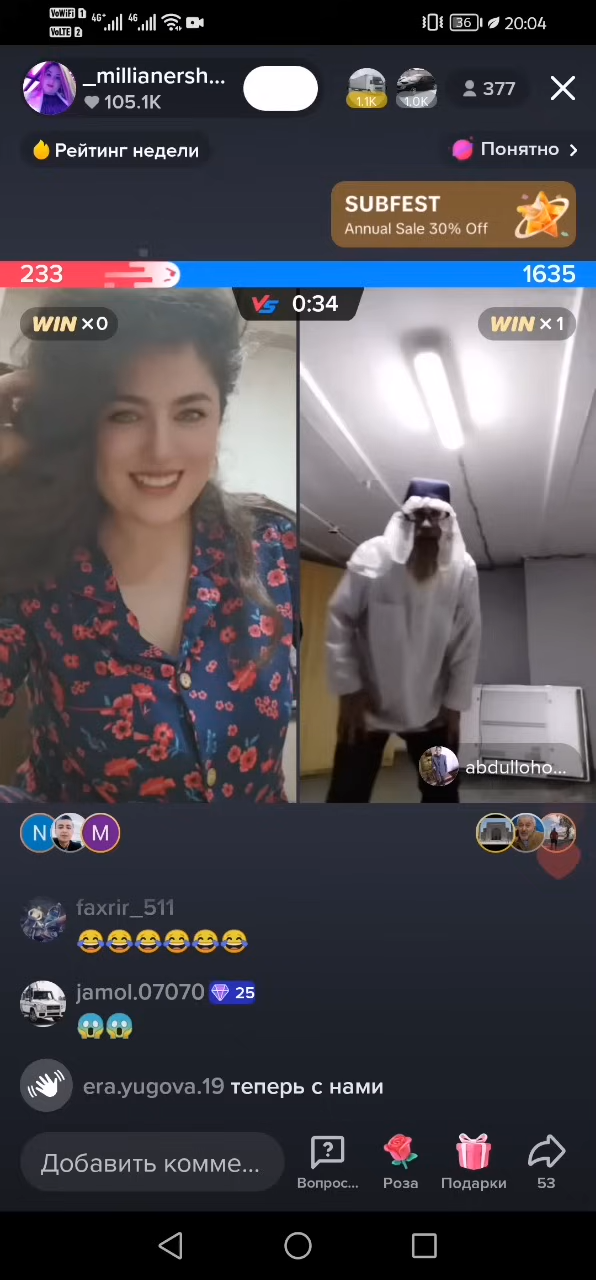 VoWiFi 1
VoLTE 2
4G+
4G
36
20:04
_millianersh...
105.1K
1.1K
1.0K
377
Рейтинг недели
Понятно
SUBFEST
Annual Sale 30% Off
233
1635
VS 0:34
WIN ×0
WIN ×1
abdulloho...
N
M
faxrir_511
😂😂😂😂😂😂
jamol.07070 25
😱😱
era.yugova.19 теперь с нами
Добавить комме...
Вопрос...
Роза
Подарки
53